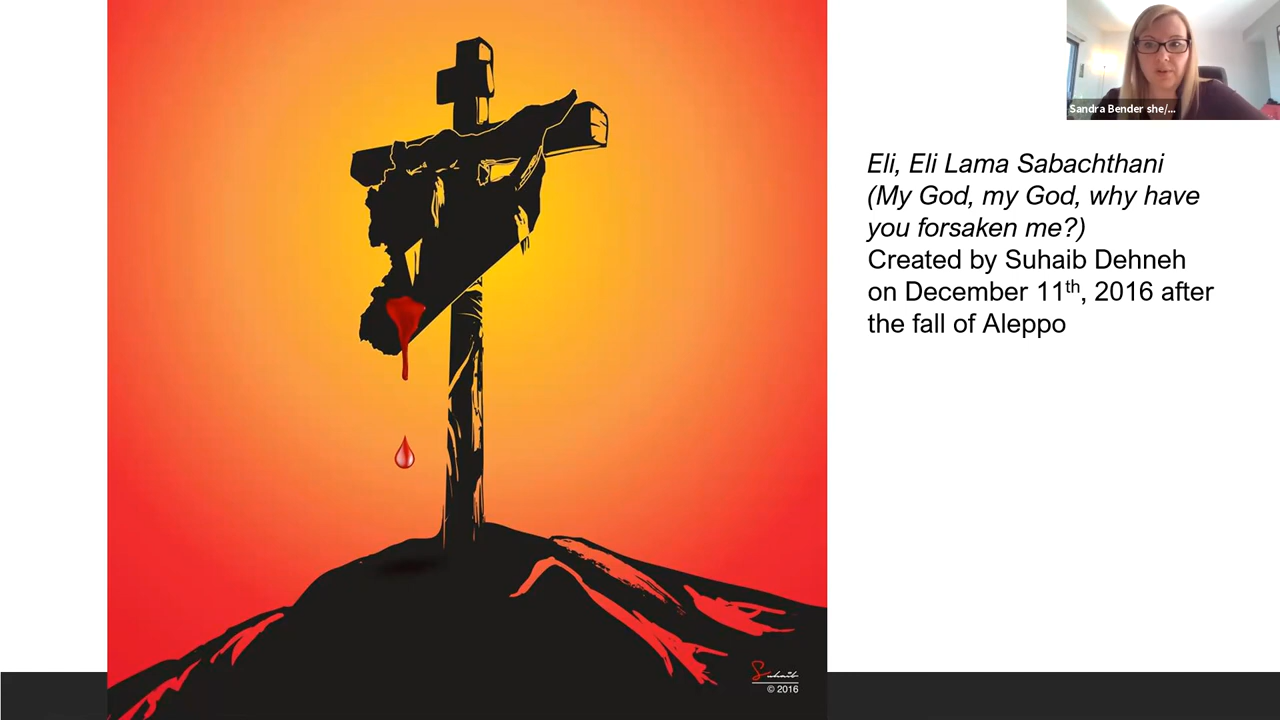 Sandra Bender she/...
Eli, Eli Lama Sabachthani
(My God, my God, why have
you forsaken me?)
Created by Suhaib Dehneh
on December 11th, 2016 after
the fall of Aleppo
Suhaib
© 2016